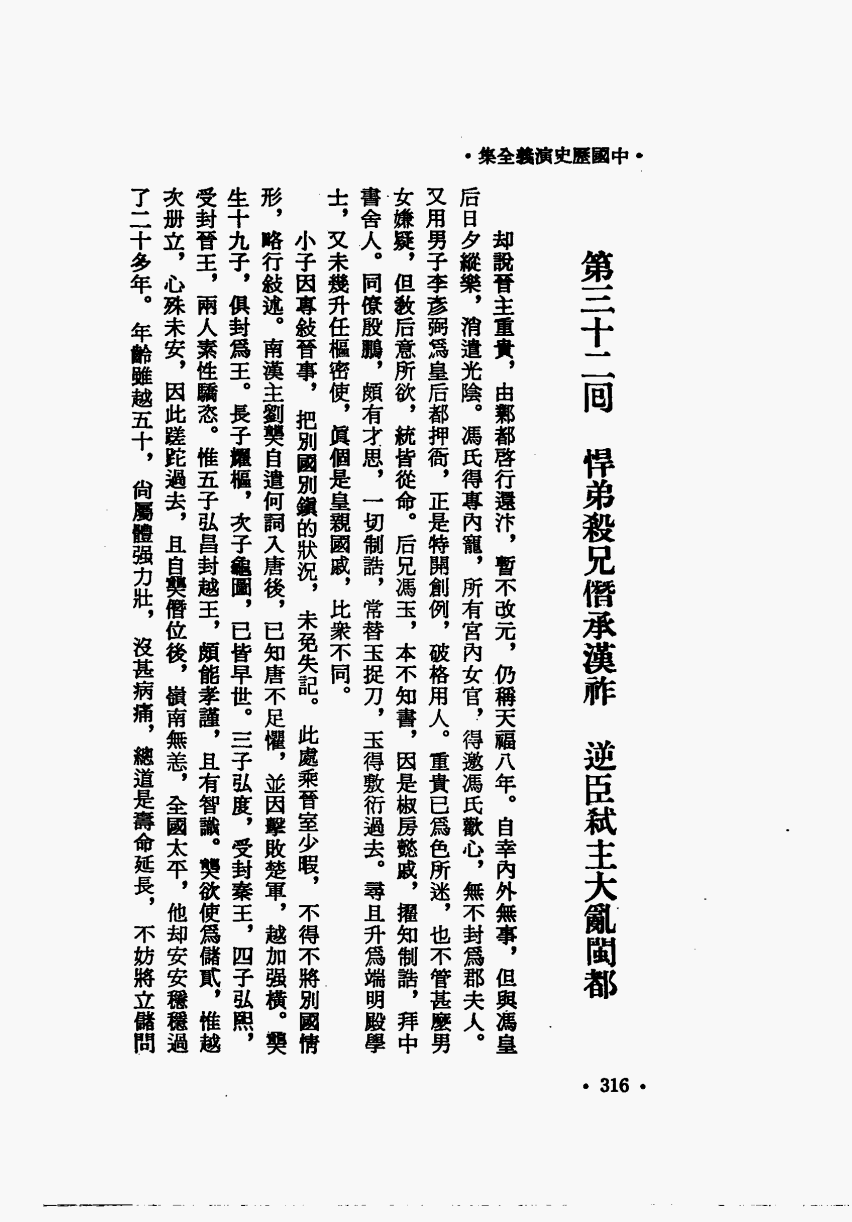 •中國歷史演義全集•
第三十二回　悍弟殺兄僭承漢祚　逆臣弒主大亂閩都
却說晉主重貴，由鄴都啓行還汴，暫不改元，仍稱天福八年。自幸內外無事，但與馮皇
后日夕縱樂，消遣光陰。馮氏得專內寵，所有宮內女官，得邀馮氏歡心，無不封爲郡夫人。
又用男子李彥弼爲皇后都押衙，正是特開創例，破格用人。重貴已爲色所迷，也不管甚麼男
女嫌疑，但敎后意所欲，統皆從命。后兄馮玉，本不知書，因是椒房懿戚，擢知制誥，拜中
書舍人。同僚殷鵬，頗有才思，一切制誥，常替玉捉刀，玉得敷衍過去。尋且升爲端明殿學
士，又未幾升任樞密使，眞個是皇親國戚，比衆不同。
小子因專敍晉事，把別國別鎭的狀況，未免失記。此處乘晉室少暇，不得不將別國情
形，略行敍述。南漢主劉龑自遣何詞入唐後，已知唐不足懼，並因擊敗楚軍，越加强橫。龑
生十九子，俱封爲王。長子耀樞，次子龜圖，已皆早世。三子弘度，受封秦王，四子弘熙，
受封晉王，兩人素性驕恣。惟五子弘昌封越王，頗能孝謹，且有智識。龑欲使爲儲貳，惟越
次册立，心殊未安，因此蹉跎過去，且自龑僭位後，嶺南無恙，全國太平，他却安安穩穩過
了二十多年。年齡雖越五十，尙屬體强力壯，沒甚病痛，總道是壽命延長，不妨將立儲問
•316•